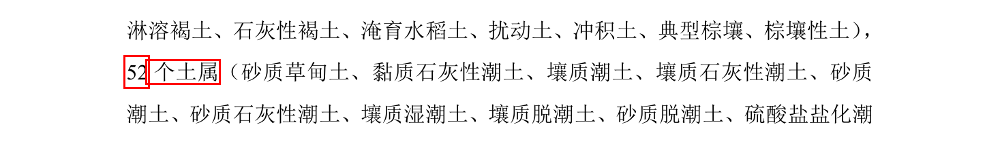 淋溶褐土、石灰性褐土、淹育水稻土、扰动土、冲积土、典型棕壤、棕壤性土），
52个土属（砂质草甸土、黏质石灰性潮土、壤质潮土、壤质石灰性潮土、砂质
潮土、砂质石灰性潮土、壤质湿潮土、壤质脱潮土、砂质脱潮土、硫酸盐盐化潮